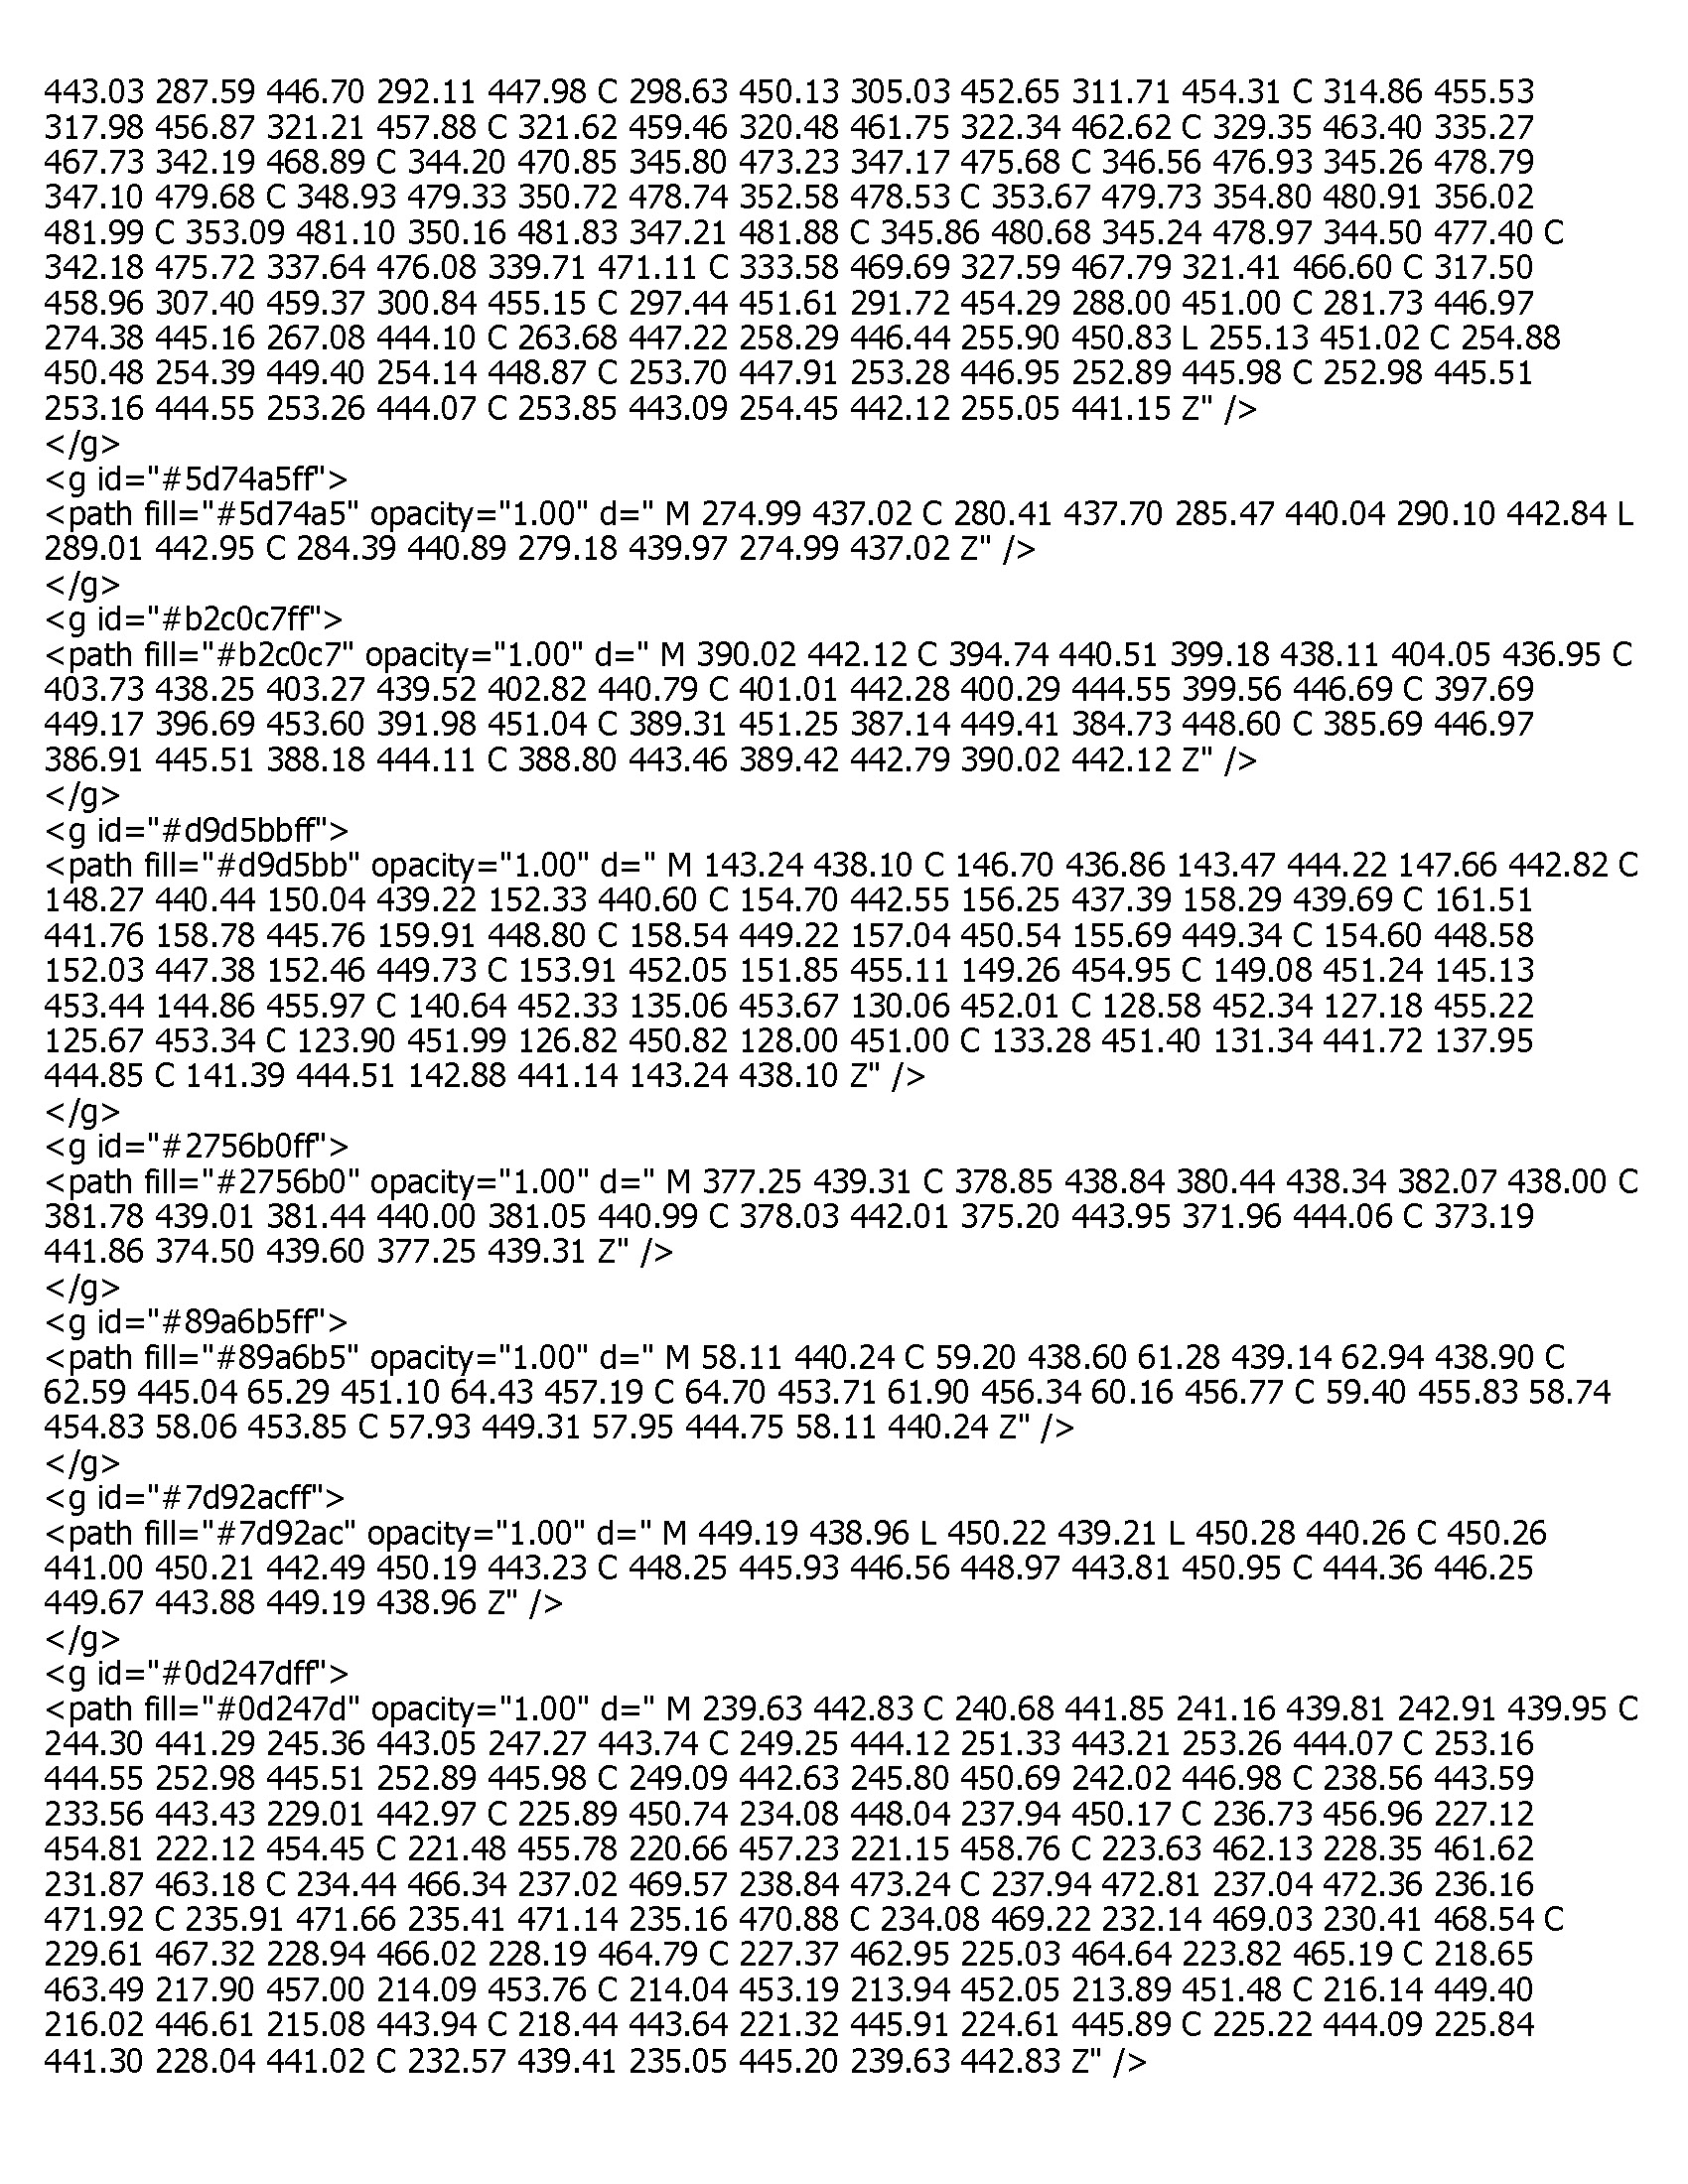 443.03 287.59 446.70 292.11 447.98 C 298.63 450.13 305.03 452.65 311.71 454.31 C 314.86 455.53
317.98 456.87 321.21 457.88 C 321.62 459.46 320.48 461.75 322.34 462.62 C 329.35 463.40 335.27
467.73 342.19 468.89 C 344.20 470.85 345.80 473.23 347.17 475.68 C 346.56 476.93 345.26 478.79
347.10 479.68 C 348.93 479.33 350.72 478.74 352.58 478.53 C 353.67 479.73 354.80 480.91 356.02
481.99 C 353.09 481.10 350.16 481.83 347.21 481.88 C 345.86 480.68 345.24 478.97 344.50 477.40 C
342.18 475.72 337.64 476.08 339.71 471.11 C 333.58 469.69 327.59 467.79 321.41 466.60 C 317.50
458.96 307.40 459.37 300.84 455.15 C 297.44 451.61 291.72 454.29 288.00 451.00 C 281.73 446.97
274.38 445.16 267.08 444.10 C 263.68 447.22 258.29 446.44 255.90 450.83 L 255.13 451.02 C 254.88
450.48 254.39 449.40 254.14 448.87 C 253.70 447.91 253.28 446.95 252.89 445.98 C 252.98 445.51
253.16 444.55 253.26 444.07 C 253.85 443.09 254.45 442.12 255.05 441.15 Z" />
</g>
<g id="#5d74a5ff">
<path fill="#5d74a5" opacity="1.00" d=" M 274.99 437.02 C 280.41 437.70 285.47 440.04 290.10 442.84 L
289.01 442.95 C 284.39 440.89 279.18 439.97 274.99 437.02 Z" />
</g>
<g id="#b2c0c7ff">
<path fill="#b2c0c7" opacity="1.00" d=" M 390.02 442.12 C 394.74 440.51 399.18 438.11 404.05 436.95 C
403.73 438.25 403.27 439.52 402.82 440.79 C 401.01 442.28 400.29 444.55 399.56 446.69 C 397.69
449.17 396.69 453.60 391.98 451.04 C 389.31 451.25 387.14 449.41 384.73 448.60 C 385.69 446.97
386.91 445.51 388.18 444.11 C 388.80 443.46 389.42 442.79 390.02 442.12 Z" />
</g>
<g id="#d9d5bbff">
<path fill="#d9d5bb" opacity="1.00" d=" M 143.24 438.10 C 146.70 436.86 143.47 444.22 147.66 442.82 C
148.27 440.44 150.04 439.22 152.33 440.60 C 154.70 442.55 156.25 437.39 158.29 439.69 C 161.51
441.76 158.78 445.76 159.91 448.80 C 158.54 449.22 157.04 450.54 155.69 449.34 C 154.60 448.58
152.03 447.38 152.46 449.73 C 153.91 452.05 151.85 455.11 149.26 454.95 C 149.08 451.24 145.13
453.44 144.86 455.97 C 140.64 452.33 135.06 453.67 130.06 452.01 C 128.58 452.34 127.18 455.22
125.67 453.34 C 123.90 451.99 126.82 450.82 128.00 451.00 C 133.28 451.40 131.34 441.72 137.95
444.85 C 141.39 444.51 142.88 441.14 143.24 438.10 Z" />
</g>
<g id="#2756b0ff">
<path fill="#2756b0" opacity="1.00" d=" M 377.25 439.31 C 378.85 438.84 380.44 438.34 382.07 438.00 C
381.78 439.01 381.44 440.00 381.05 440.99 C 378.03 442.01 375.20 443.95 371.96 444.06 C 373.19
441.86 374.50 439.60 377.25 439.31 Z" />
</g>
<g id="#89a6b5ff">
<path fill="#89a6b5" opacity="1.00" d=" M 58.11 440.24 C 59.20 438.60 61.28 439.14 62.94 438.90 C
62.59 445.04 65.29 451.10 64.43 457.19 C 64.70 453.71 61.90 456.34 60.16 456.77 C 59.40 455.83 58.74
454.83 58.06 453.85 C 57.93 449.31 57.95 444.75 58.11 440.24 Z" />
</g>
<g id="#7d92acff">
<path fill="#7d92ac" opacity="1.00" d=" M 449.19 438.96 L 450.22 439.21 L 450.28 440.26 C 450.26
441.00 450.21 442.49 450.19 443.23 C 448.25 445.93 446.56 448.97 443.81 450.95 C 444.36 446.25
449.67 443.88 449.19 438.96 Z" />
</g>
<g id="#0d247dff">
<path fill="#0d247d" opacity="1.00" d=" M 239.63 442.83 C 240.68 441.85 241.16 439.81 242.91 439.95 C
244.30 441.29 245.36 443.05 247.27 443.74 C 249.25 444.12 251.33 443.21 253.26 444.07 C 253.16
444.55 252.98 445.51 252.89 445.98 C 249.09 442.63 245.80 450.69 242.02 446.98 C 238.56 443.59
233.56 443.43 229.01 442.97 C 225.89 450.74 234.08 448.04 237.94 450.17 C 236.73 456.96 227.12
454.81 222.12 454.45 C 221.48 455.78 220.66 457.23 221.15 458.76 C 223.63 462.13 228.35 461.62
231.87 463.18 C 234.44 466.34 237.02 469.57 238.84 473.24 C 237.94 472.81 237.04 472.36 236.16
471.92 C 235.91 471.66 235.41 471.14 235.16 470.88 C 234.08 469.22 232.14 469.03 230.41 468.54 C
229.61 467.32 228.94 466.02 228.19 464.79 C 227.37 462.95 225.03 464.64 223.82 465.19 C 218.65
463.49 217.90 457.00 214.09 453.76 C 214.04 453.19 213.94 452.05 213.89 451.48 C 216.14 449.40
216.02 446.61 215.08 443.94 C 218.44 443.64 221.32 445.91 224.61 445.89 C 225.22 444.09 225.84
441.30 228.04 441.02 C 232.57 439.41 235.05 445.20 239.63 442.83 Z" />